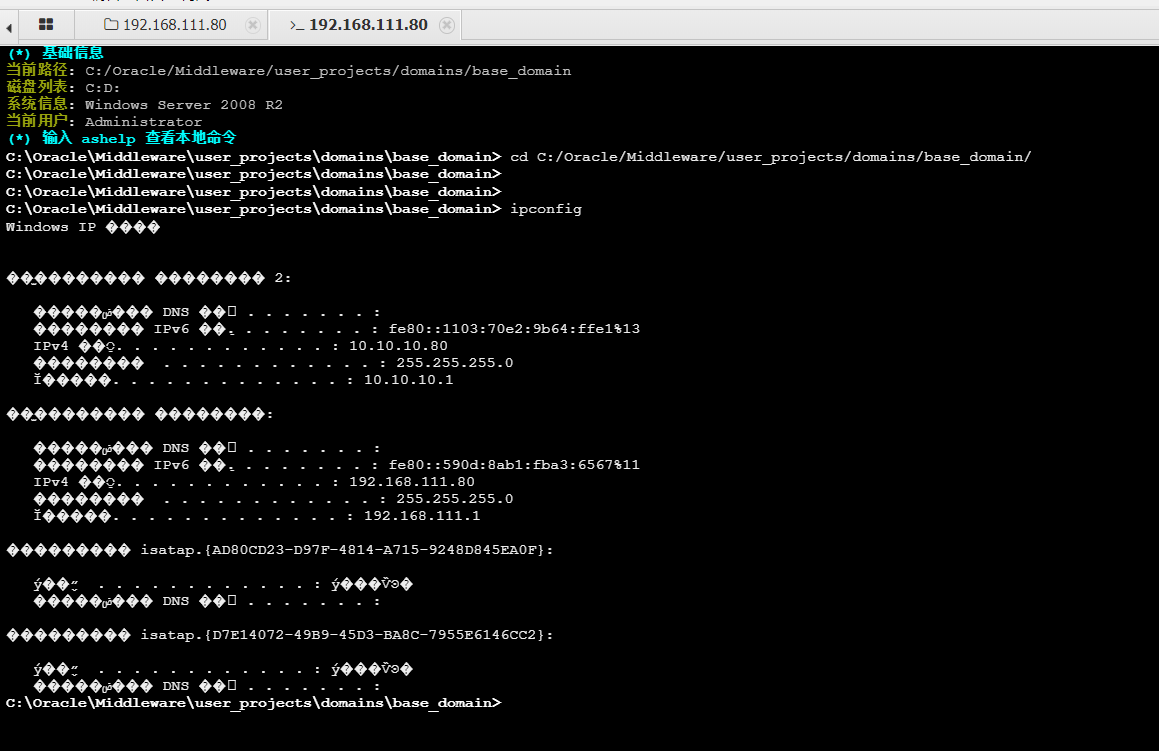 192.168.111.80
>_ 192.168.111.80
(*) 基础信息
当前路径: C:/Oracle/Middleware/user_projects/domains/base_domain
磁盘列表: C:D:
系统信息: Windows Server 2008 R2
当前用户: Administrator
(*) 输入 ashelp 查看本地命令
C:\Oracle\Middleware\user_projects\domains\base_domain> cd C:/Oracle/Middleware/user_projects/domains/base_domain/
C:\Oracle\Middleware\user_projects\domains\base_domain>
C:\Oracle\Middleware\user_projects\domains\base_domain>
C:\Oracle\Middleware\user_projects\domains\base_domain> ipconfig
Windows IP ����
2:
DNS . . . . . . . :
IPv6 . . . . . . . . : fe80::1103:70e2:9b64:ffe1%13
IPv4 . . . . . . . . . . . . : 10.10.10.80
. . . . . . . . . . . . : 255.255.255.0
. . . . . . . . . . . . . : 10.10.10.1
DNS . . . . . . . :
IPv6 . . . . . . . . : fe80::590d:8ab1:fba3:6567%11
IPv4 . . . . . . . . . . . . : 192.168.111.80
. . . . . . . . . . . . : 255.255.255.0
. . . . . . . . . . . . . : 192.168.111.1
isatap.{AD80CD23-D97F-4814-A715-9248D845EA0F}:
. . . . . . . . . . . . :
DNS . . . . . . . :
isatap.{D7E14072-49B9-45D3-BA8C-7955E6146CC2}:
. . . . . . . . . . . . :
DNS . . . . . . . :
C:\Oracle\Middleware\user_projects\domains\base_domain>